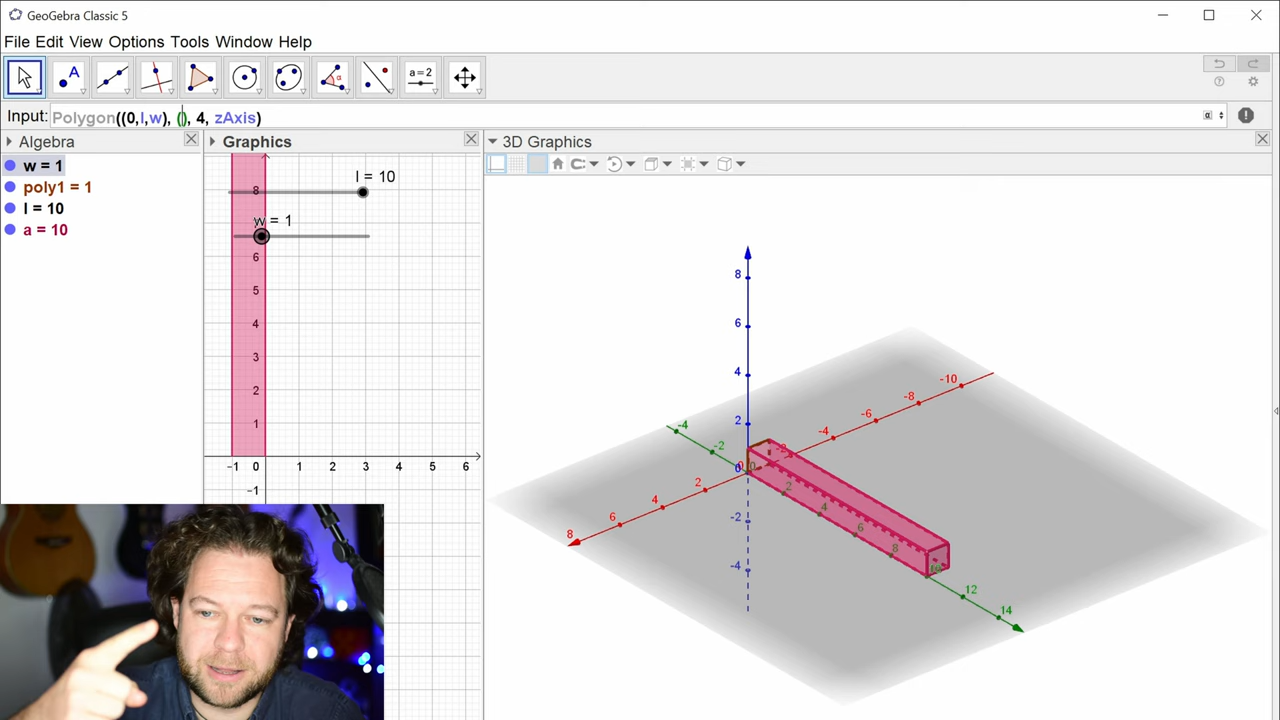 GeoGebra Classic 5
File Edit View Options Tools Window Help
A
α
a = 2
Input: Polygon((0,l,w), (), 4, zAxis)
α
Algebra
Graphics
3D Graphics
w = 1
poly1 = 1
l = 10
a = 10
l = 10
w = 1
8
6
5
4
3
2
1
-1 0 1 2 3 4 5 6
-1
8
6
4
2
0
-2
-4
8 6 4 2 0 -2 -4 -6 -8 -10
-4 -2 0 2 4 6 8 10 12 14